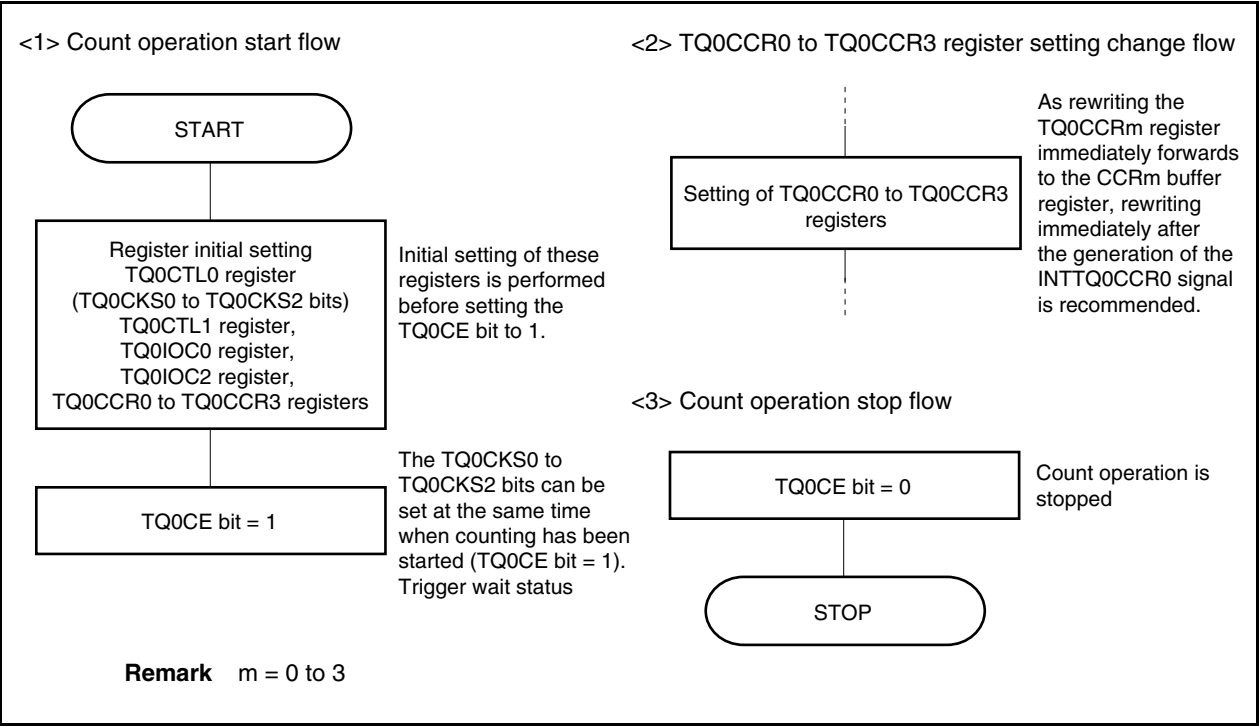 <1> Count operation start flow
START
Register initial setting
TQ0CTL0 register
(TQ0CKS0 to TQ0CKS2 bits)
TQ0CTL1 register,
TQ0IOC0 register,
TQ0IOC2 register,
TQ0CCR0 to TQ0CCR3 registers
Initial setting of these
registers is performed
before setting the
TQ0CE bit to 1.
TQ0CE bit = 1
The TQ0CKS0 to
TQ0CKS2 bits can be
set at the same time
when counting has been
started (TQ0CE bit = 1).
Trigger wait status
<2> TQ0CCR0 to TQ0CCR3 register setting change flow
Setting of TQ0CCR0 to TQ0CCR3
registers
As rewriting the
TQ0CCRm register
immediately forwards
to the CCRm buffer
register, rewriting
immediately after
the generation of the
INTTQ0CCR0 signal
is recommended.
<3> Count operation stop flow
TQ0CE bit = 0
Count operation is
stopped
STOP
Remark m = 0 to 3